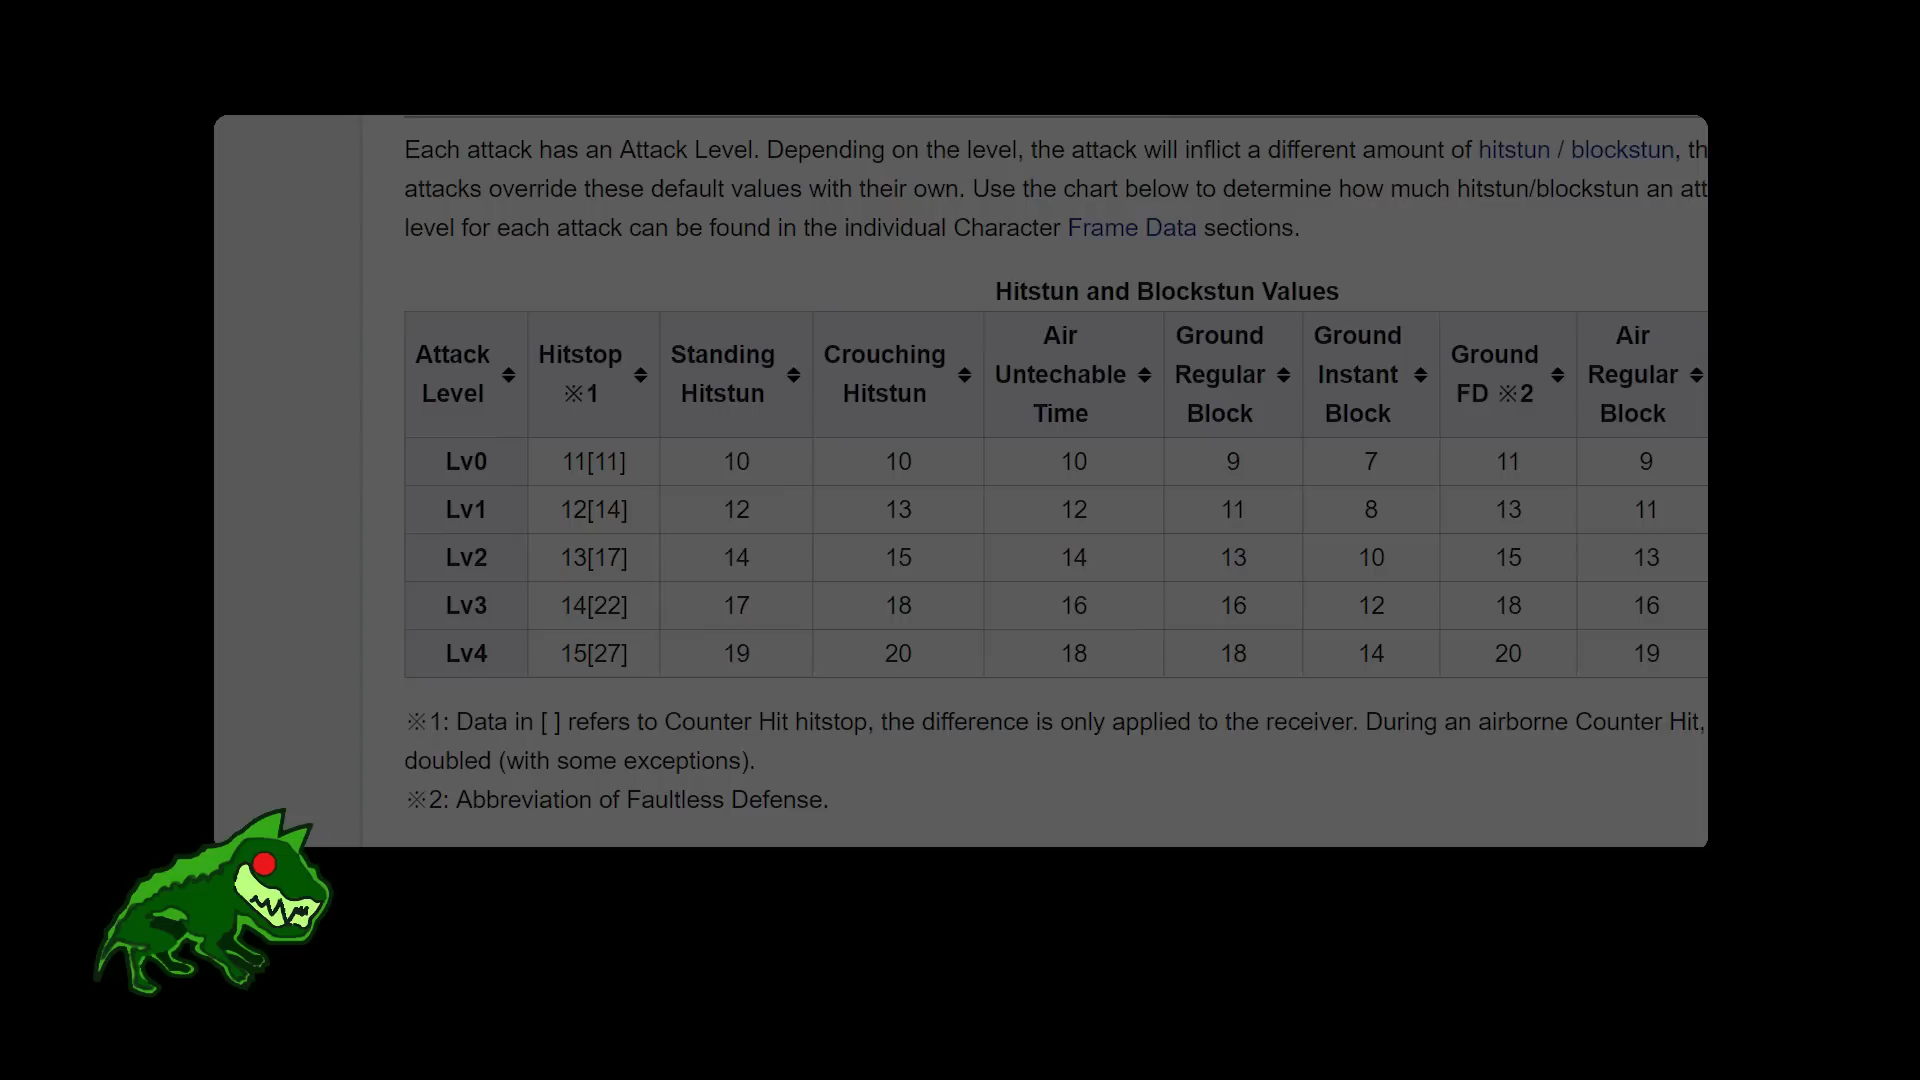 Each attack has an Attack Level. Depending on the level, the attack will inflict a different amount of hitstun / blockstun, th
attacks override these default values with their own. Use the chart below to determine how much hitstun/blockstun an att
level for each attack can be found in the individual Character Frame Data sections.
Hitstun and Blockstun Values
Attack Level Hitstop ※1 Standing Hitstun Crouching Hitstun Air Untechable Time Ground Regular Block Ground Instant Block Ground FD ※2 Air Regular Block
Lv0 11[11] 10 10 10 9 7 11 9
Lv1 12[14] 12 13 12 11 8 13 11
Lv2 13[17] 14 15 14 13 10 15 13
Lv3 14[22] 17 18 16 16 12 18 16
Lv4 15[27] 19 20 18 18 14 20 19
※1: Data in [ ] refers to Counter Hit hitstop, the difference is only applied to the receiver. During an airborne Counter Hit,
doubled (with some exceptions).
※2: Abbreviation of Faultless Defense.